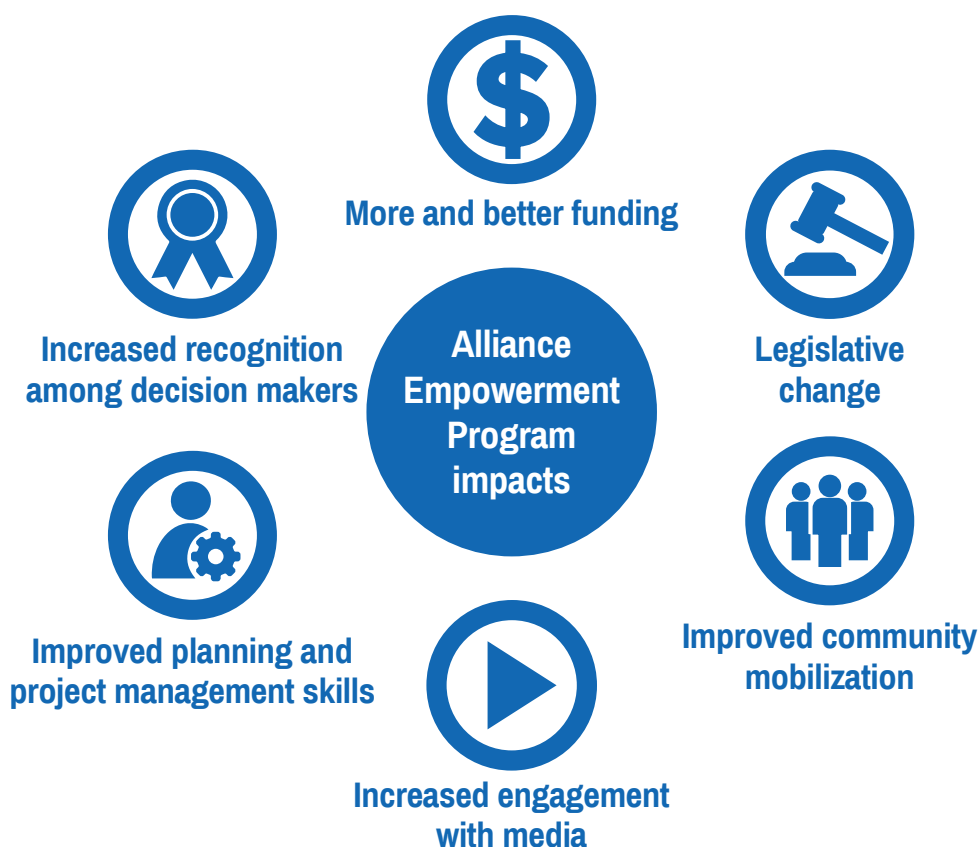 More and better funding
Increased recognition
among decision makers
Alliance
Empowerment
Program
impacts
Legislative
change
Improved planning and
project management skills
Improved community
mobilization
Increased engagement
with media